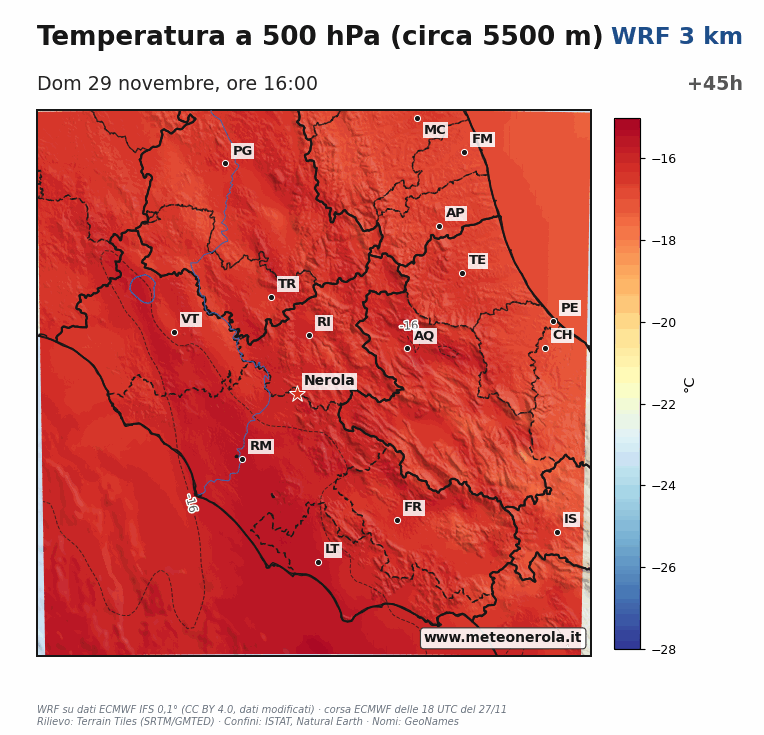 Temperatura a 500 hPa (circa 5500 m) WRF 3 km
Dom 29 novembre, ore 16:00 +45h
MC
FM
PG
AP
TE
TR
PE
VT
RI
-16
AQ
CH
Nerola
RM
-16
FR
IS
LT
www.meteonerola.it
−16
−18
−20
−22
−24
−26
−28
°C
WRF su dati ECMWF IFS 0,1° (CC BY 4.0, dati modificati) · corsa ECMWF delle 18 UTC del 27/11
Rilievo: Terrain Tiles (SRTM/GMTED) · Confini: ISTAT, Natural Earth · Nomi: GeoNames